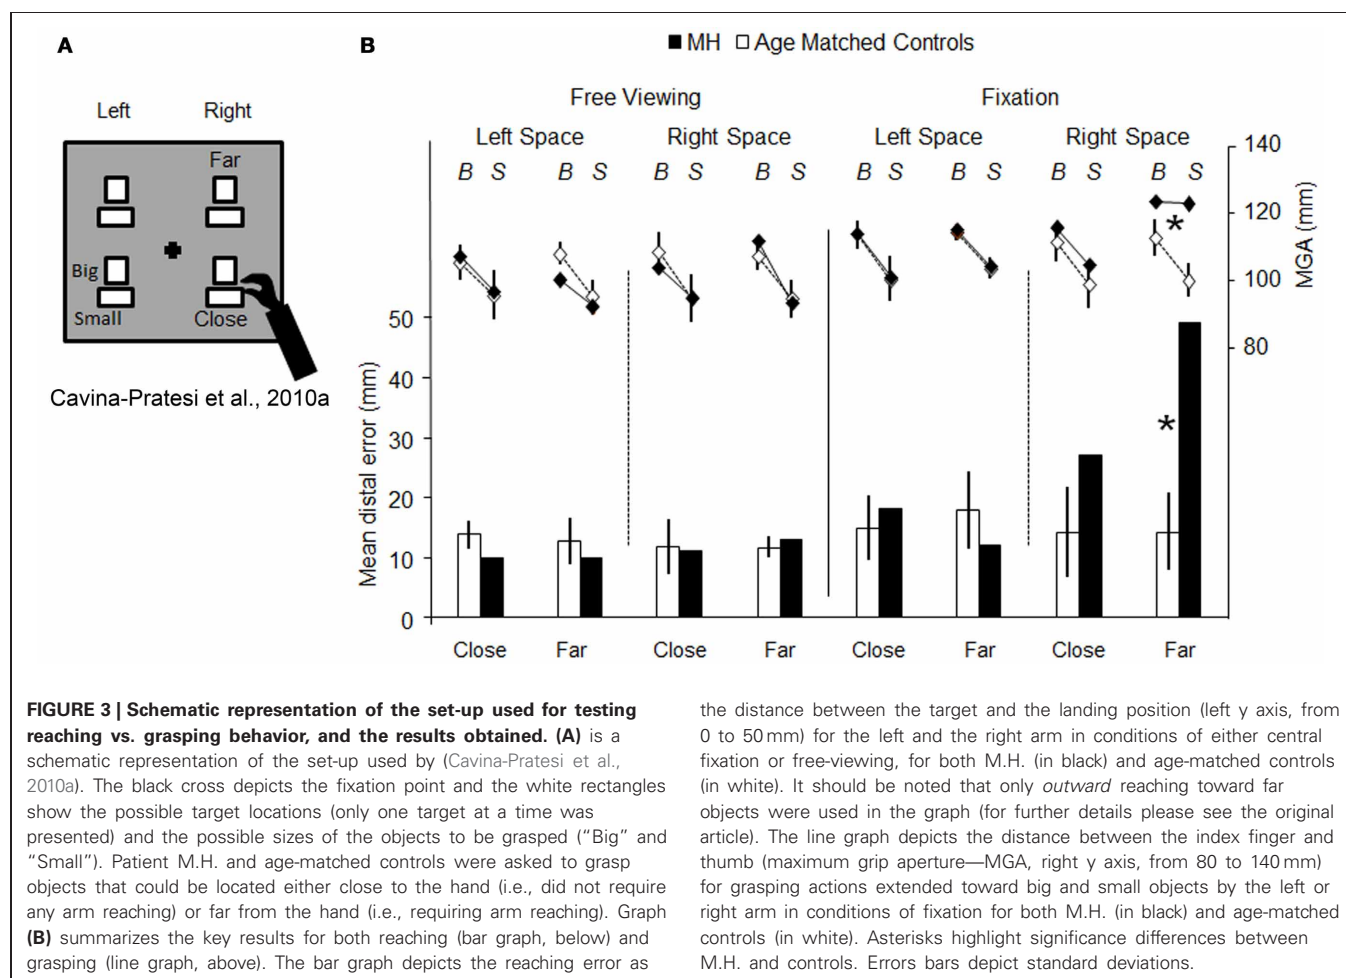 A
Left Right
Far
Big
Small
Close
Cavina-Pratesi et al., 2010a
B
MH Age Matched Controls
Free Viewing Fixation
Left Space Right Space Left Space Right Space
B S B S B S B S B S B S B S B S
140
120
100
80
MGA (mm)
*
*
50
40
30
20
10
0
Mean distal error (mm)
Close Far Close Far Close Far Close Far
FIGURE 3 | Schematic representation of the set-up used for testing
reaching vs. grasping behavior, and the results obtained. (A) is a
schematic representation of the set-up used by (Cavina-Pratesi et al.,
2010a). The black cross depicts the fixation point and the white rectangles
show the possible target locations (only one target at a time was
presented) and the possible sizes of the objects to be grasped (“Big” and
“Small”). Patient M.H. and age-matched controls were asked to grasp
objects that could be located either close to the hand (i.e., did not require
any arm reaching) or far from the hand (i.e., requiring arm reaching). Graph
(B) summarizes the key results for both reaching (bar graph, below) and
grasping (line graph, above). The bar graph depicts the reaching error as
the distance between the target and the landing position (left y axis, from
0 to 50 mm) for the left and the right arm in conditions of either central
fixation or free-viewing, for both M.H. (in black) and age-matched controls
(in white). It should be noted that only outward reaching toward far
objects were used in the graph (for further details please see the original
article). The line graph depicts the distance between the index finger and
thumb (maximum grip aperture—MGA, right y axis, from 80 to 140 mm)
for grasping actions extended toward big and small objects by the left or
right arm in conditions of fixation for both M.H. (in black) and age-matched
controls (in white). Asterisks highlight significance differences between
M.H. and controls. Errors bars depict standard deviations.